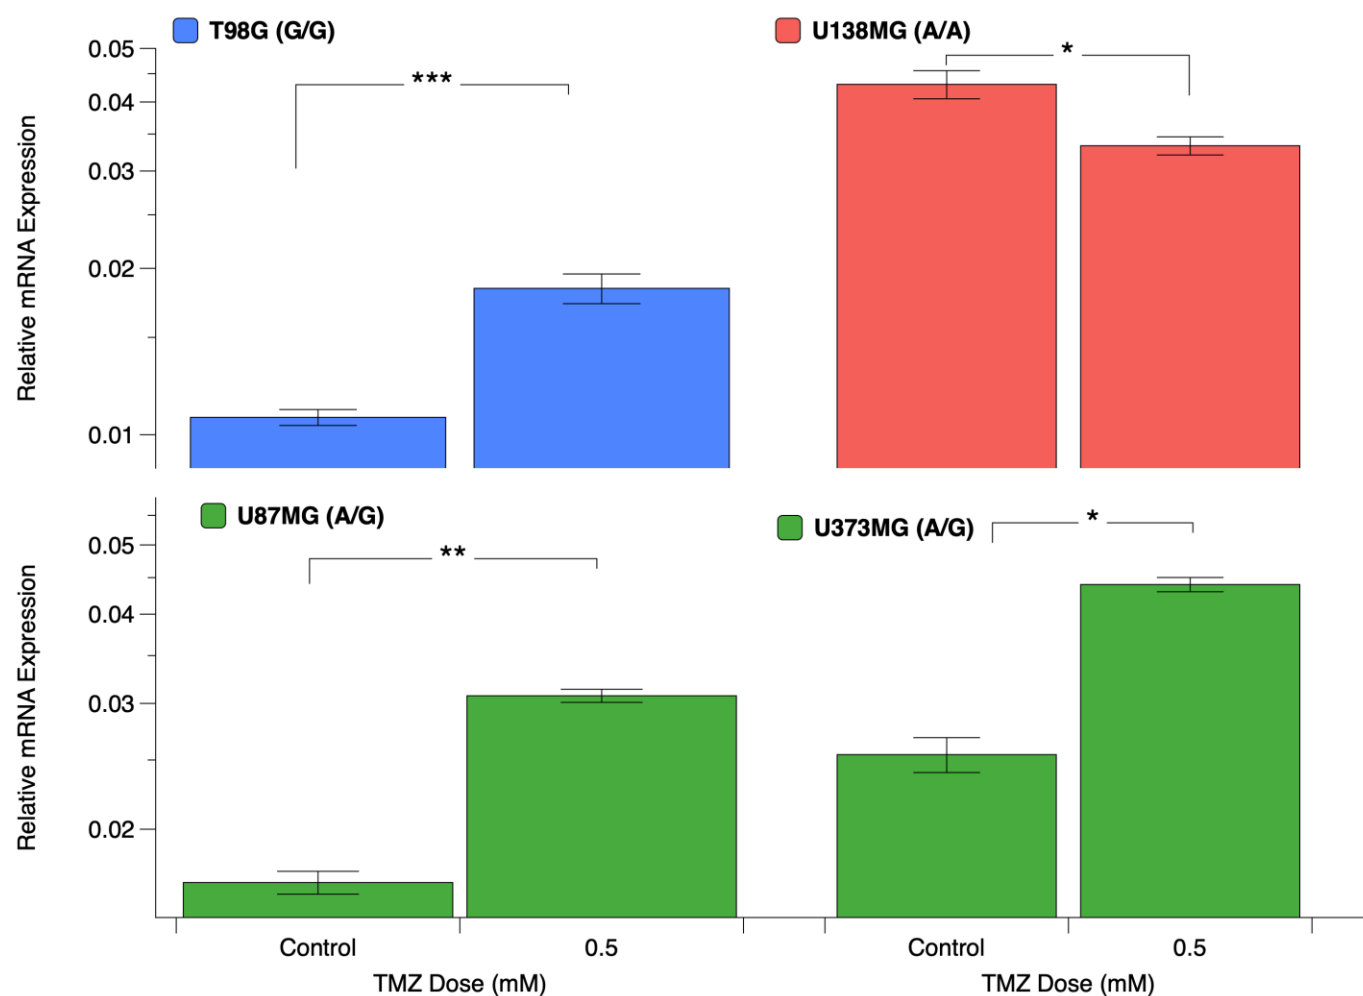 T98G (G/G)
U138MG (A/A)
***
*
0.05
0.04
0.03
0.02
0.01
Relative mRNA Expression
U87MG (A/G)
U373MG (A/G)
**
*
0.05
0.04
0.03
0.02
Relative mRNA Expression
Control
0.5
Control
0.5
TMZ Dose (mM)
TMZ Dose (mM)